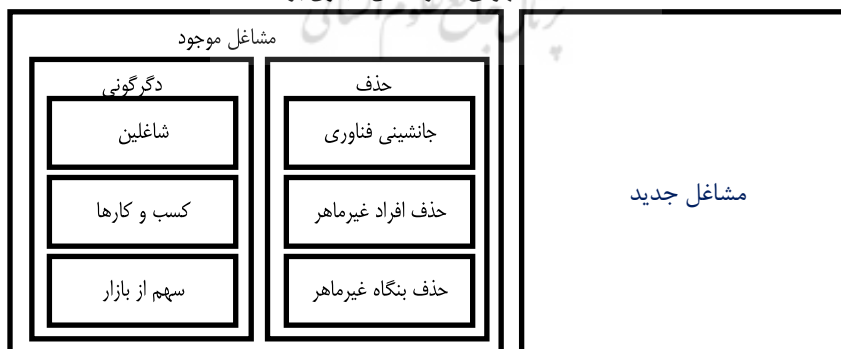 مشاغل جدید
مشاغل موجود
حذف
جانشینی فناوری
حذف افراد غیرماهر
حذف بنگاه غیرماهر
دگرگونی
شاغلین
کسب و کارها
سهم از بازار